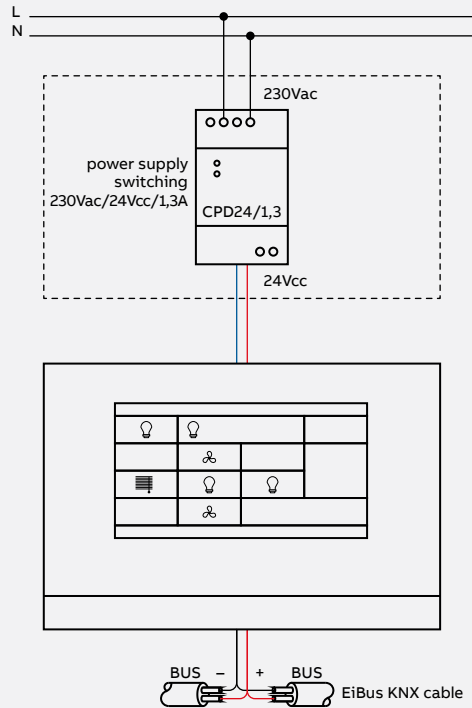 L
N
230Vac
power supply
switching
230Vac/24Vcc/1,3A
CPD24/1,3
24Vcc
BUS – + BUS
EiBus KNX cable